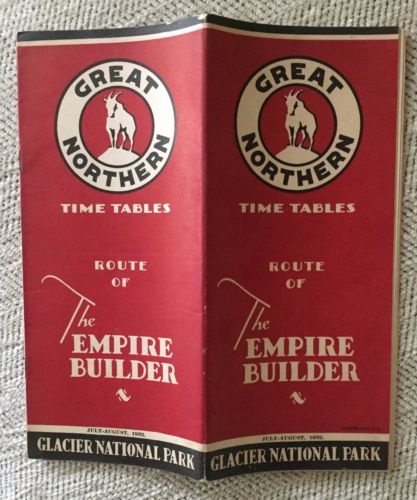 GREAT
NORTHERN
TIME TABLES
ROUTE
OF
The
EMPIRE
BUILDER
JULY-AUGUST, 1932.
GLACIER NATIONAL PARK
GREAT
NORTHERN
TIME TABLES
ROUTE
OF
The
EMPIRE
BUILDER
JULY-AUGUST, 1932.
GLACIER NATIONAL PARK